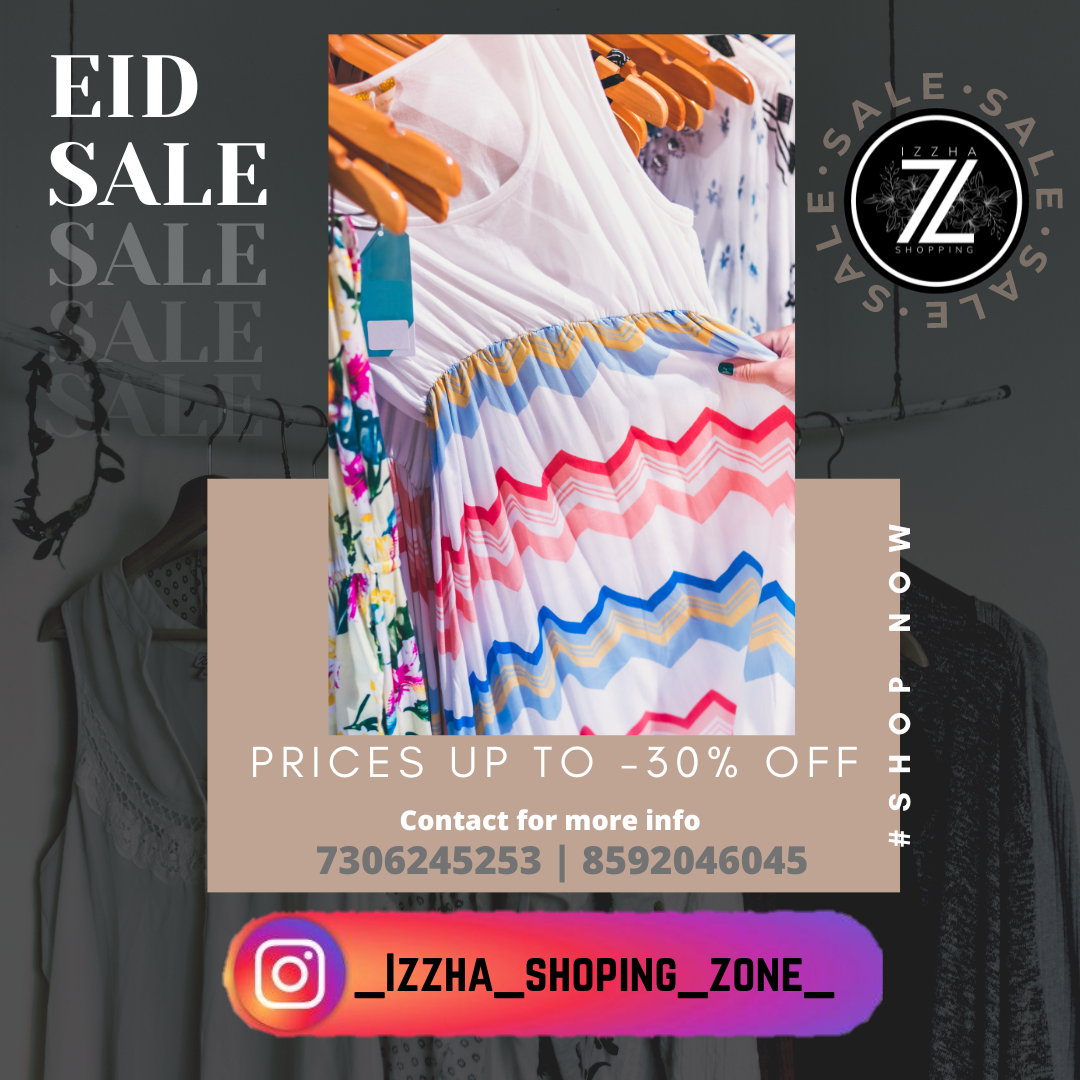 EID
SALE
SALE
SALE
SALE
SALE·SALE·SALE·SALE·
IZZHA
SHOPPING
#SHOP NOW
PRICES UP TO -30% OFF
Contact for more info
7306245253 | 8592046045
_IZZHA_SHOPING_ZONE_